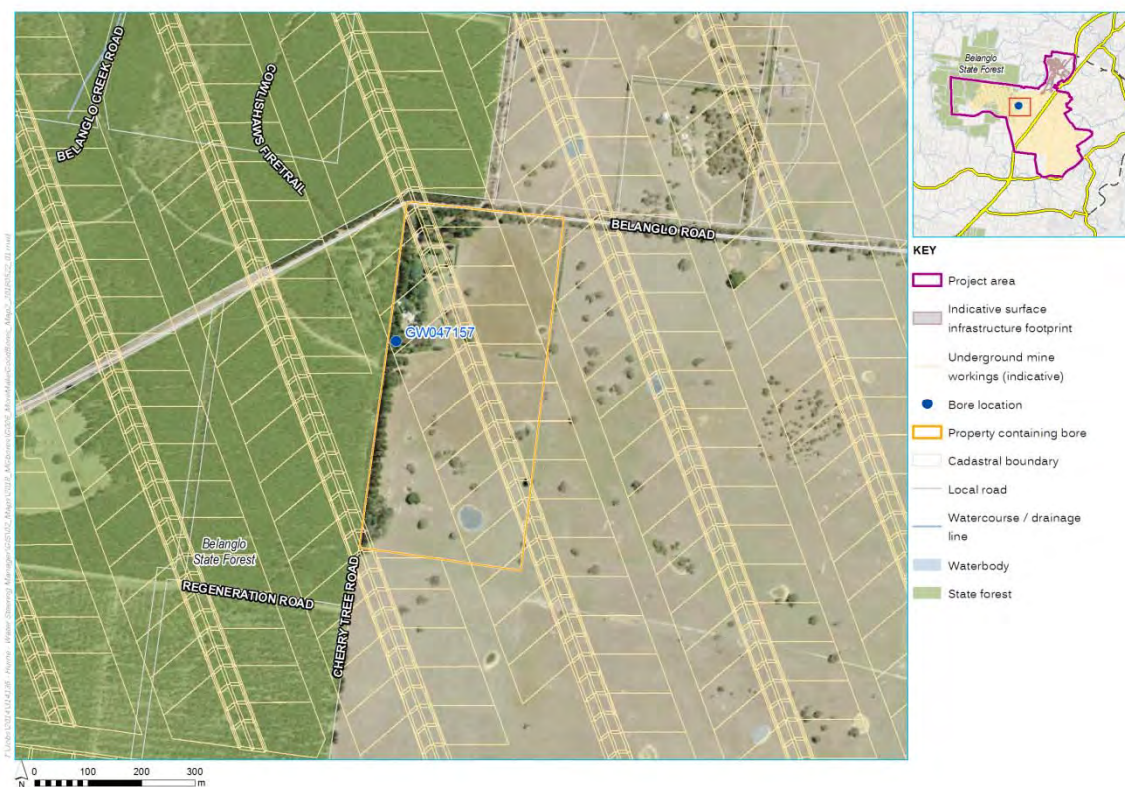 BELANGLO CREEK ROAD
COWLISHAWS FIRETRAIL
BELANGLO ROAD
GW047157
Belanglo
State Forest
REGENERATION ROAD
CHERRY TREE ROAD
0 100 200 300
m
N
Belanglo
State Forest
KEY
Project area
Indicative surface
infrastructure footprint
Underground mine
workings (indicative)
Bore location
Property containing bore
Cadastral boundary
Local road
Watercourse / drainage
line
Waterbody
State forest